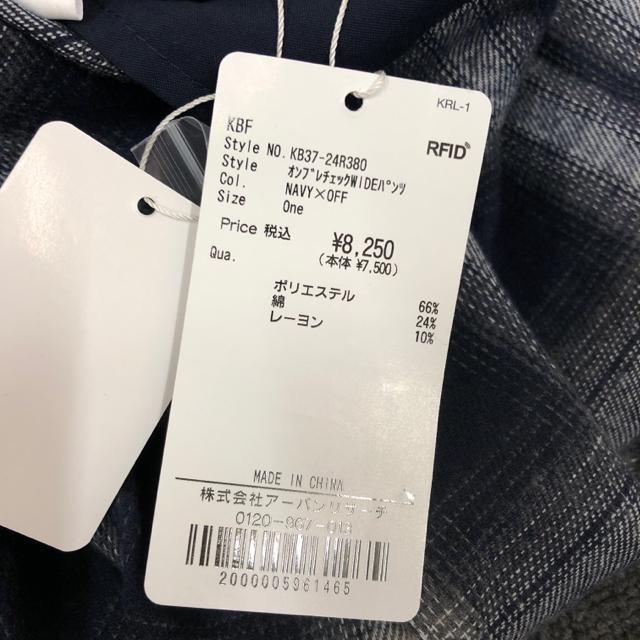 KRL-1
RFID
KBF
Style NO. KB37-24R380
Style ｵﾝﾌﾞﾚﾁｪｯｸWIDEﾊﾟﾝﾂ
Col. NAVY×OFF
Size One
Price 税込 ¥8,250
(本体 ¥7,500)
Qua.
ポリエステル 66%
綿 24%
レーヨン 10%
MADE IN CHINA
株式会社アーバンリサーチ
0120-967-013
2000005961465